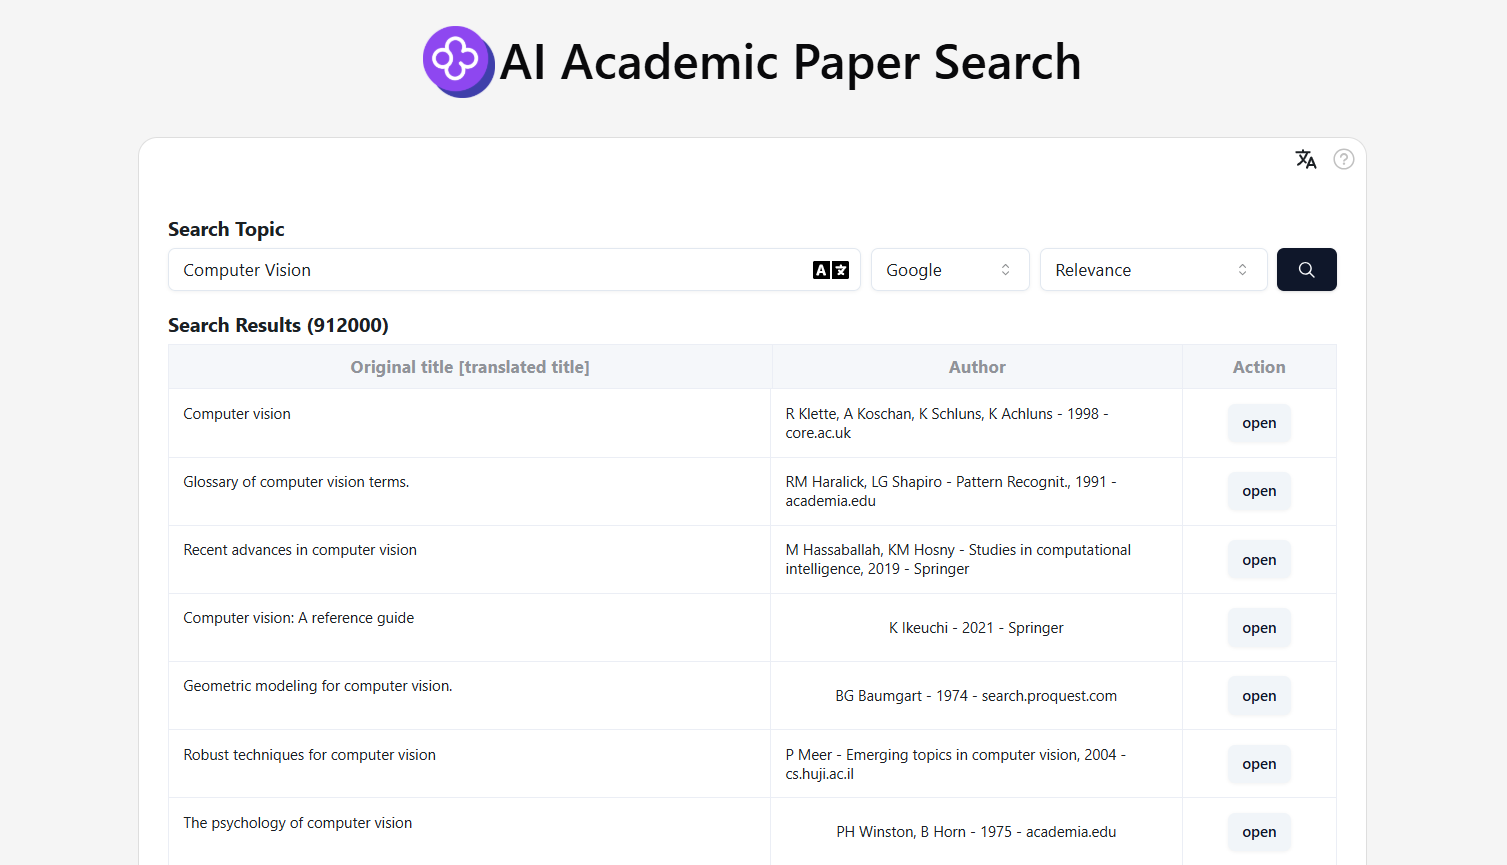 AI Academic Paper Search
Search Topic
Computer Vision
Google
Relevance
Search Results (912000)
Original title [translated title]
Author
Action
Computer vision
R Klette, A Koschan, K Schluns, K Achluns - 1998 -
core.ac.uk
open
Glossary of computer vision terms.
RM Haralick, LG Shapiro - Pattern Recognit., 1991 -
academia.edu
open
Recent advances in computer vision
M Hassaballah, KM Hosny - Studies in computational
intelligence, 2019 - Springer
open
Computer vision: A reference guide
K Ikeuchi - 2021 - Springer
open
Geometric modeling for computer vision.
BG Baumgart - 1974 - search.proquest.com
open
Robust techniques for computer vision
P Meer - Emerging topics in computer vision, 2004 -
cs.huji.ac.il
open
The psychology of computer vision
PH Winston, B Horn - 1975 - academia.edu
open